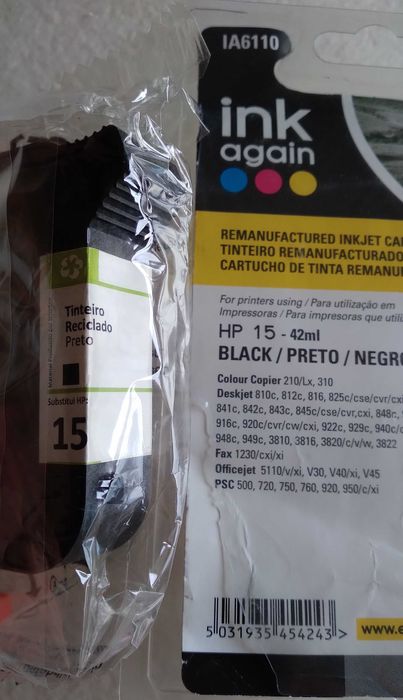 Tinteiro
Reciclado
Preto
Substitui HP:
15
IA6110
ink
again
REMANUFACTURED INKJET
TINTEIRO REMANUFACTURADO
CARTUCHO DE TINTA
For printers using / Para utilização em
Impressoras / Para impresoras que
HP 15 - 42ml
BLACK / PRETO / NEGRO
Colour Copier 210/Lx, 310
Deskjet 810c, 812c, 816, 825c/cse/cvr/cxi
841c, 842c, 843c, 845c/cse/cvr,cxi, 848c,
916c, 920c/cvr/cw/cxi, 922c, 929c, 940c/
948c, 949c, 3810, 3816, 3820/c/v/w, 3822
Fax 1230/cxi/xi
Officejet 5110/v/xi, V30, V40/xi, V45
PSC 500, 720, 750, 760, 920, 950/c/xi
5 031935 454243 >
www.e